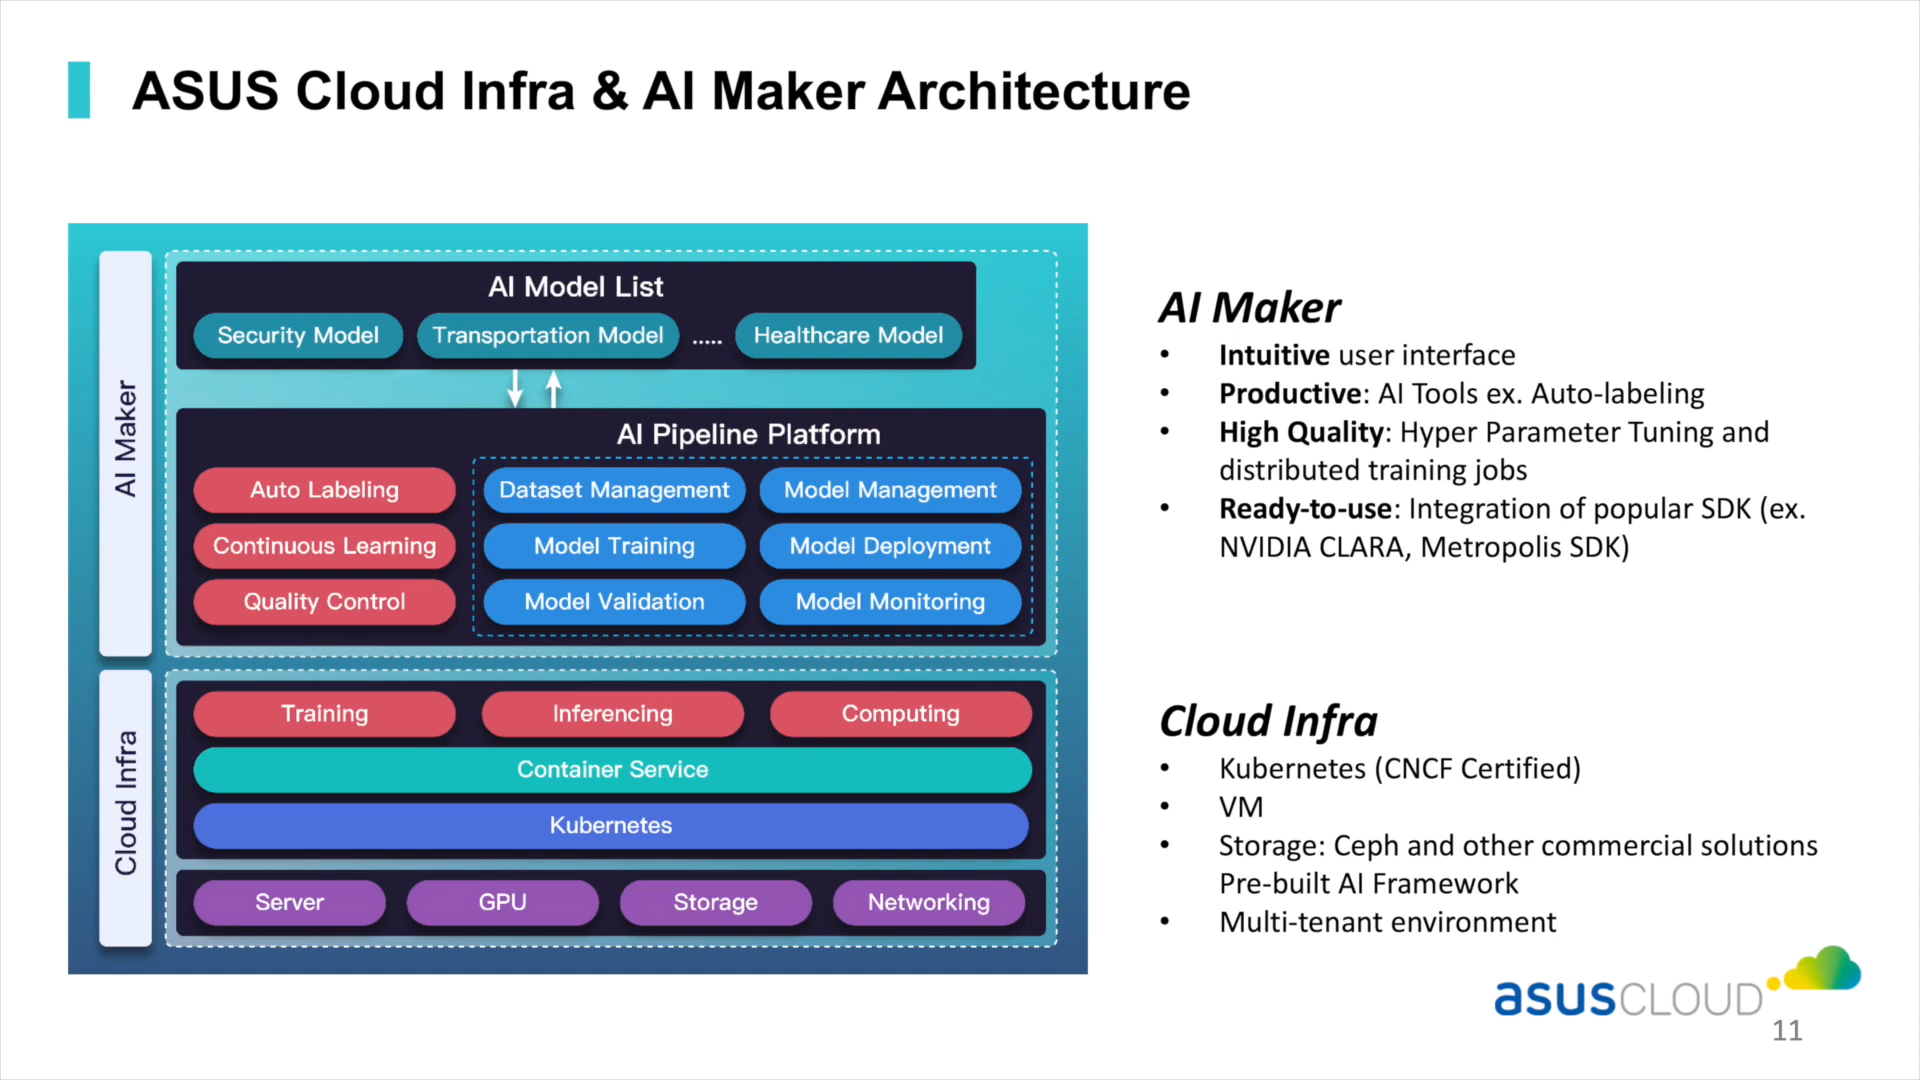 ASUS Cloud Infra & AI Maker Architecture
AI Maker
AI Model List
Security Model
Transportation Model
.....
Healthcare Model
AI Pipeline Platform
Auto Labeling
Dataset Management
Model Management
Continuous Learning
Model Training
Model Deployment
Quality Control
Model Validation
Model Monitoring
Cloud Infra
Training
Inferencing
Computing
Container Service
Kubernetes
Server
GPU
Storage
Networking
AI Maker
• Intuitive user interface
• Productive: AI Tools ex. Auto-labeling
• High Quality: Hyper Parameter Tuning and
distributed training jobs
• Ready-to-use: Integration of popular SDK (ex.
NVIDIA CLARA, Metropolis SDK)
Cloud Infra
• Kubernetes (CNCF Certified)
• VM
• Storage: Ceph and other commercial solutions
Pre-built AI Framework
• Multi-tenant environment
asus CLOUD
11